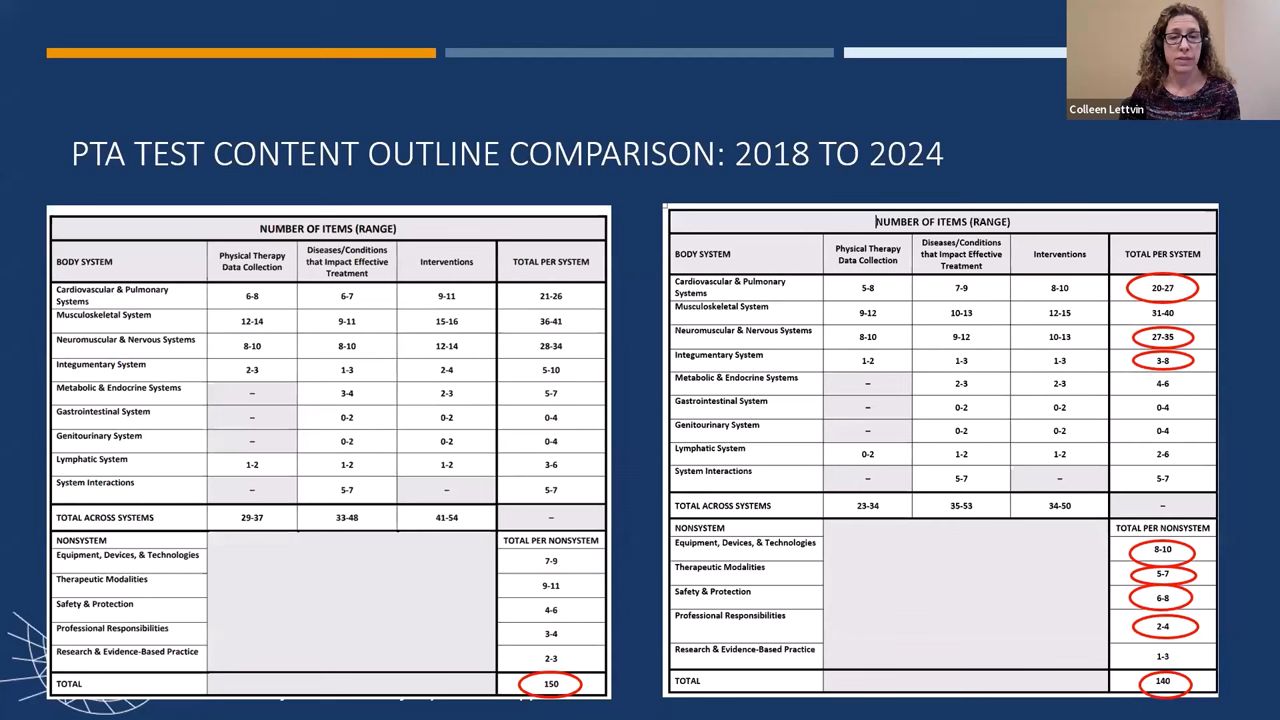 Colleen Lettvin
PTA TEST CONTENT OUTLINE COMPARISON: 2018 TO 2024
NUMBER OF ITEMS (RANGE)
BODY SYSTEM
Physical Therapy
Data Collection
Diseases/Conditions
that Impact Effective
Treatment
Interventions
TOTAL PER SYSTEM
Cardiovascular & Pulmonary
Systems
6-8
6-7
9-11
21-26
Musculoskeletal System
12-14
9-11
15-16
36-41
Neuromuscular & Nervous Systems
8-10
8-10
12-14
28-34
Integumentary System
2-3
1-3
2-4
5-10
Metabolic & Endocrine Systems
–
3-4
2-3
5-7
Gastrointestinal System
–
0-2
0-2
0-4
Genitourinary System
–
0-2
0-2
0-4
Lymphatic System
1-2
1-2
1-2
3-6
System Interactions
–
5-7
–
5-7
TOTAL ACROSS SYSTEMS
29-37
33-48
41-54
–
NONSYSTEM
TOTAL PER NONSYSTEM
Equipment, Devices, & Technologies
7-9
Therapeutic Modalities
9-11
Safety & Protection
4-6
Professional Responsibilities
3-4
Research & Evidence-Based Practice
2-3
TOTAL
150
NUMBER OF ITEMS (RANGE)
BODY SYSTEM
Physical Therapy
Data Collection
Diseases/Conditions
that Impact Effective
Treatment
Interventions
TOTAL PER SYSTEM
Cardiovascular & Pulmonary
Systems
5-8
7-9
8-10
20-27
Musculoskeletal System
9-12
10-13
12-15
31-40
Neuromuscular & Nervous Systems
8-10
9-12
10-13
27-35
Integumentary System
1-2
1-3
1-3
3-8
Metabolic & Endocrine Systems
–
2-3
2-3
4-6
Gastrointestinal System
–
0-2
0-2
0-4
Genitourinary System
–
0-2
0-2
0-4
Lymphatic System
0-2
1-2
1-2
2-6
System Interactions
–
5-7
–
5-7
TOTAL ACROSS SYSTEMS
23-34
35-53
34-50
–
NONSYSTEM
TOTAL PER NONSYSTEM
Equipment, Devices, & Technologies
8-10
Therapeutic Modalities
5-7
Safety & Protection
6-8
Professional Responsibilities
2-4
Research & Evidence-Based Practice
1-3
TOTAL
140